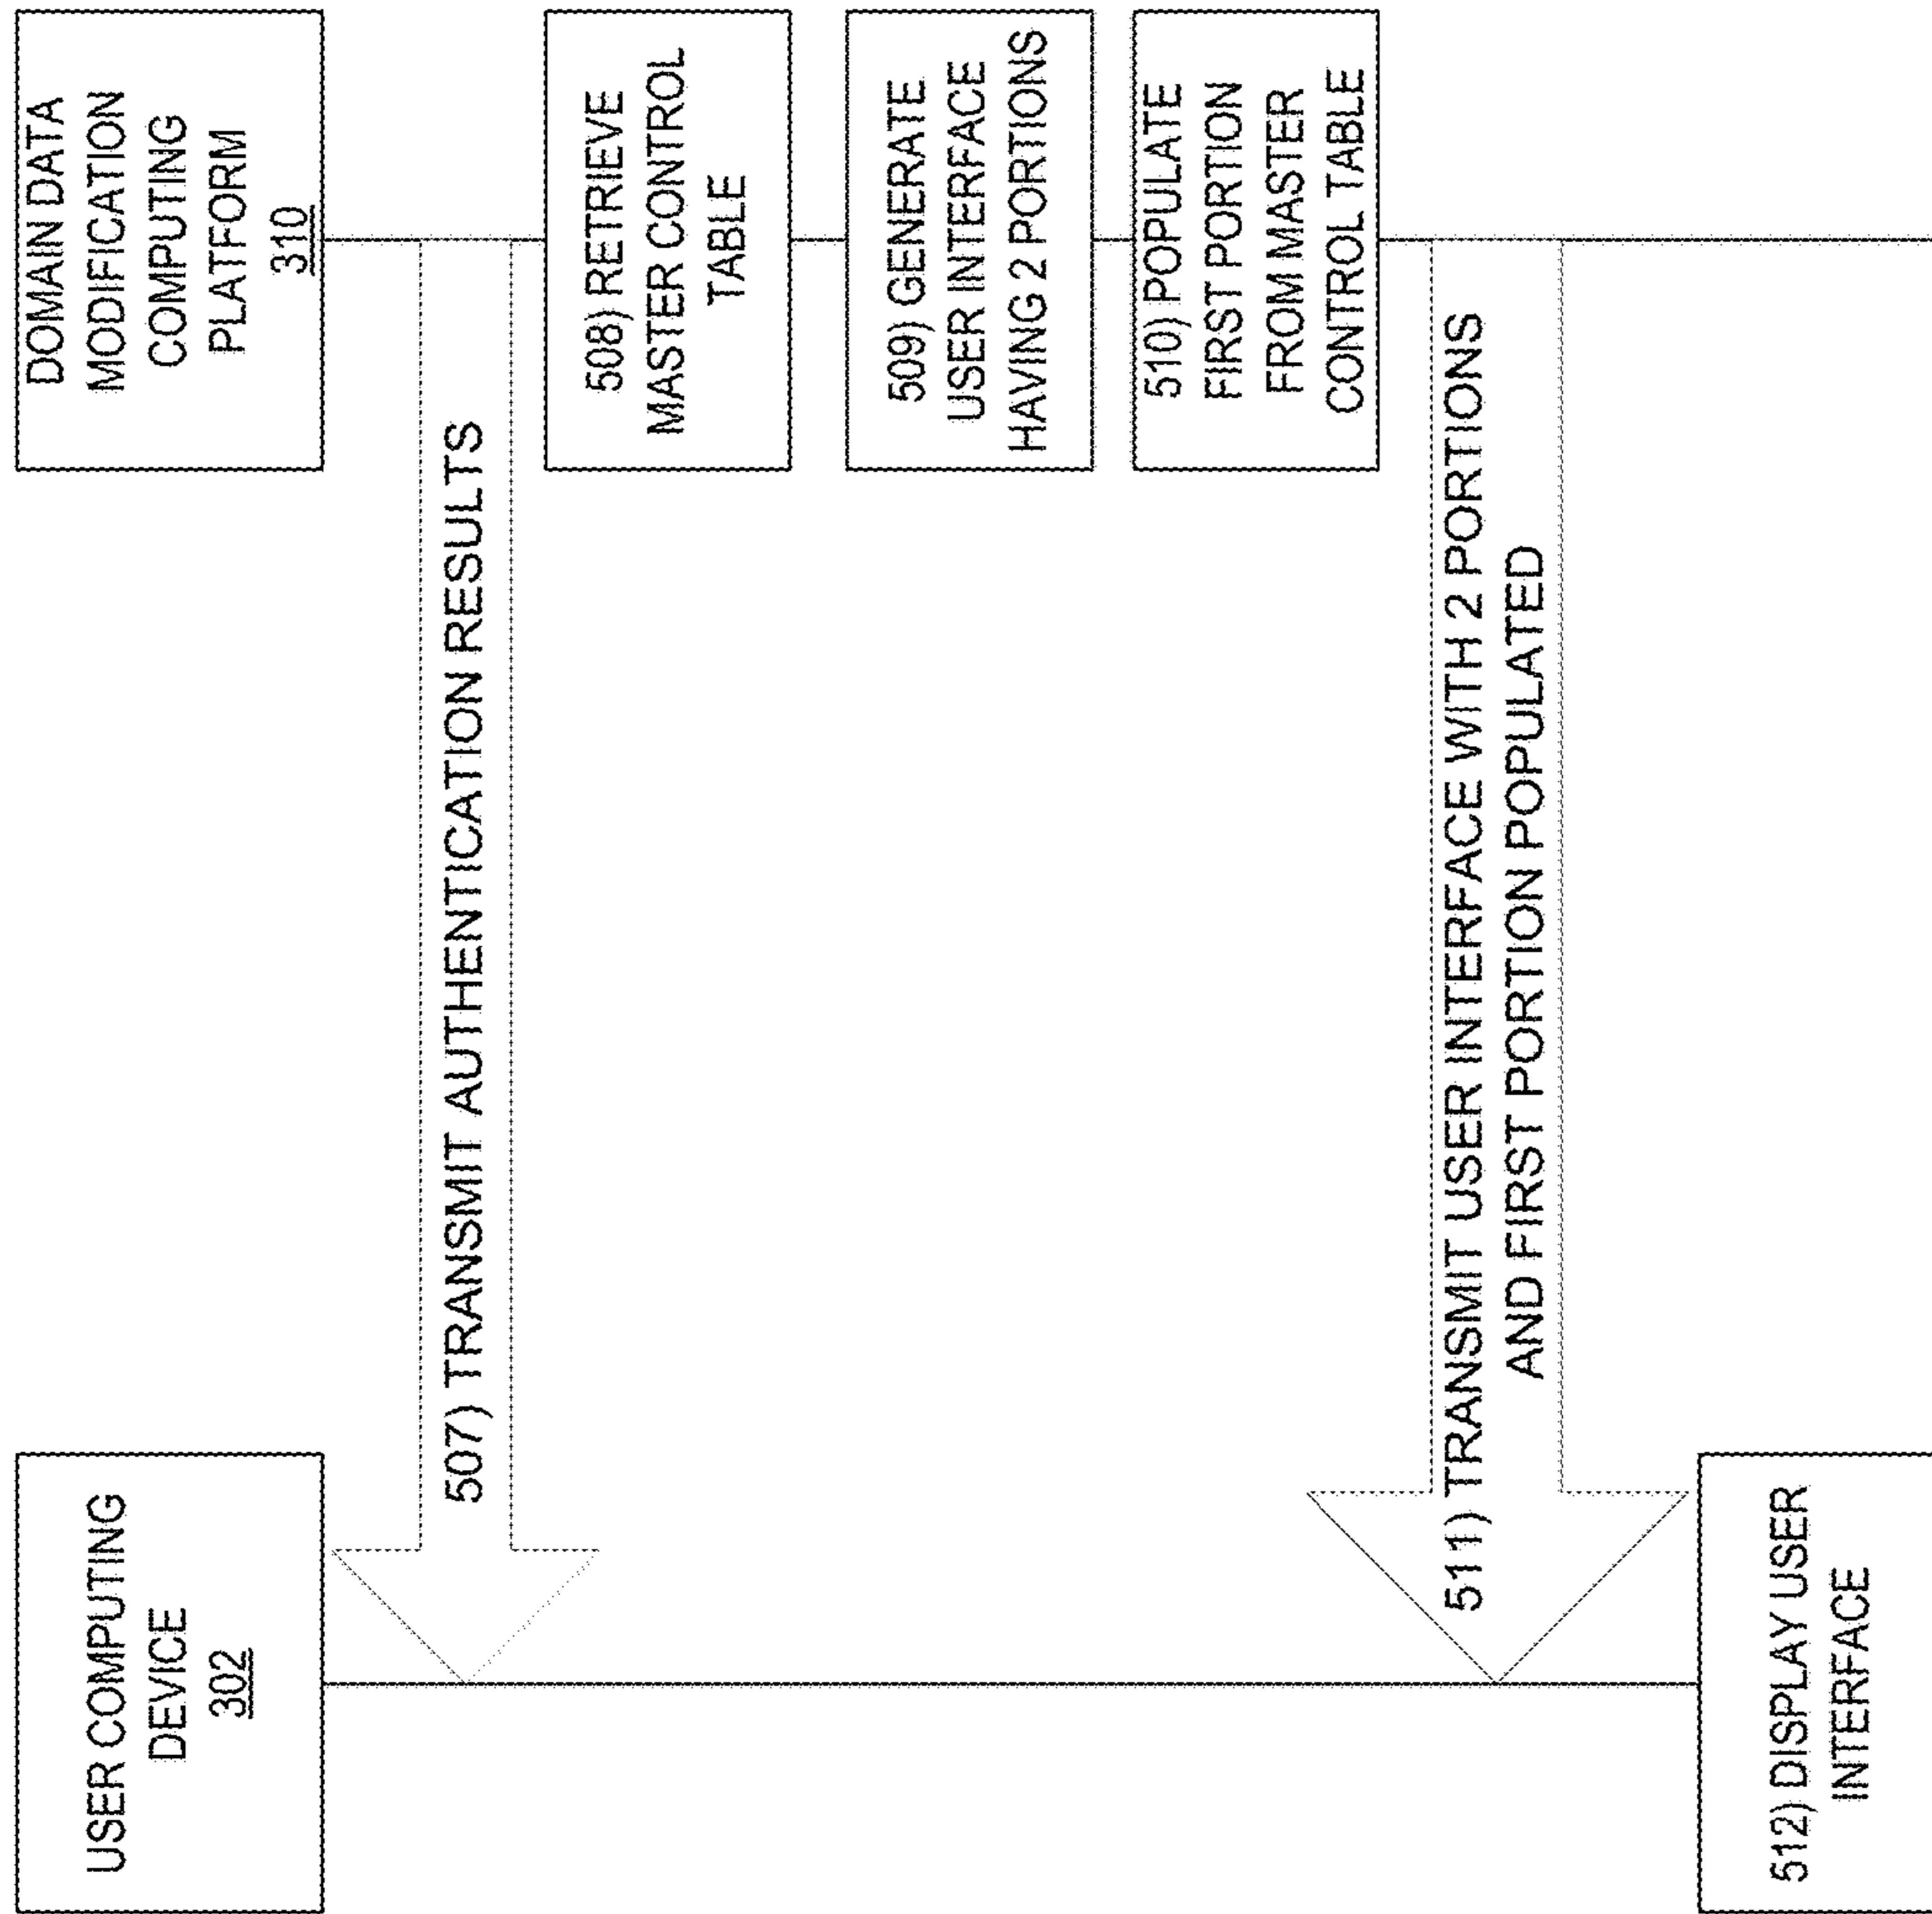 USER COMPUTING
DEVICE
302
DOMAIN DATA
MODIFICATION
COMPUTING
PLATFORM
310
507) TRANSMIT AUTHENTICATION RESULTS
508) RETRIEVE
MASTER CONTROL
TABLE
509) GENERATE
USER INTERFACE
HAVING 2 PORTIONS
510) POPULATE
FIRST PORTION
FROM MASTER
CONTROL TABLE
511) TRANSMIT USER INTERFACE WITH 2 PORTIONS
AND FIRST PORTION POPULATED
512) DISPLAY USER
INTERFACE